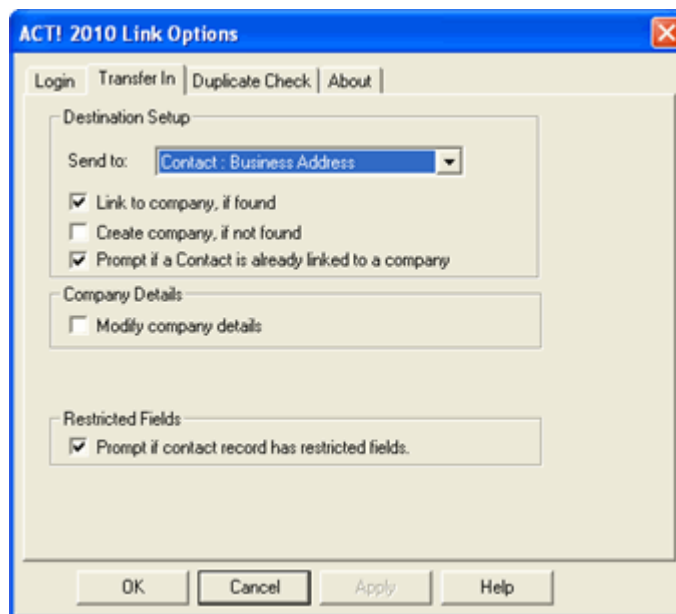 ACT! 2010 Link Options
Login Transfer In Duplicate Check About
Destination Setup
Send to: Contact : Business Address
Link to company, if found
Create company, if not found
Prompt if a Contact is already linked to a company
Company Details
Modify company details
Restricted Fields
Prompt if contact record has restricted fields.
OK Cancel Apply Help